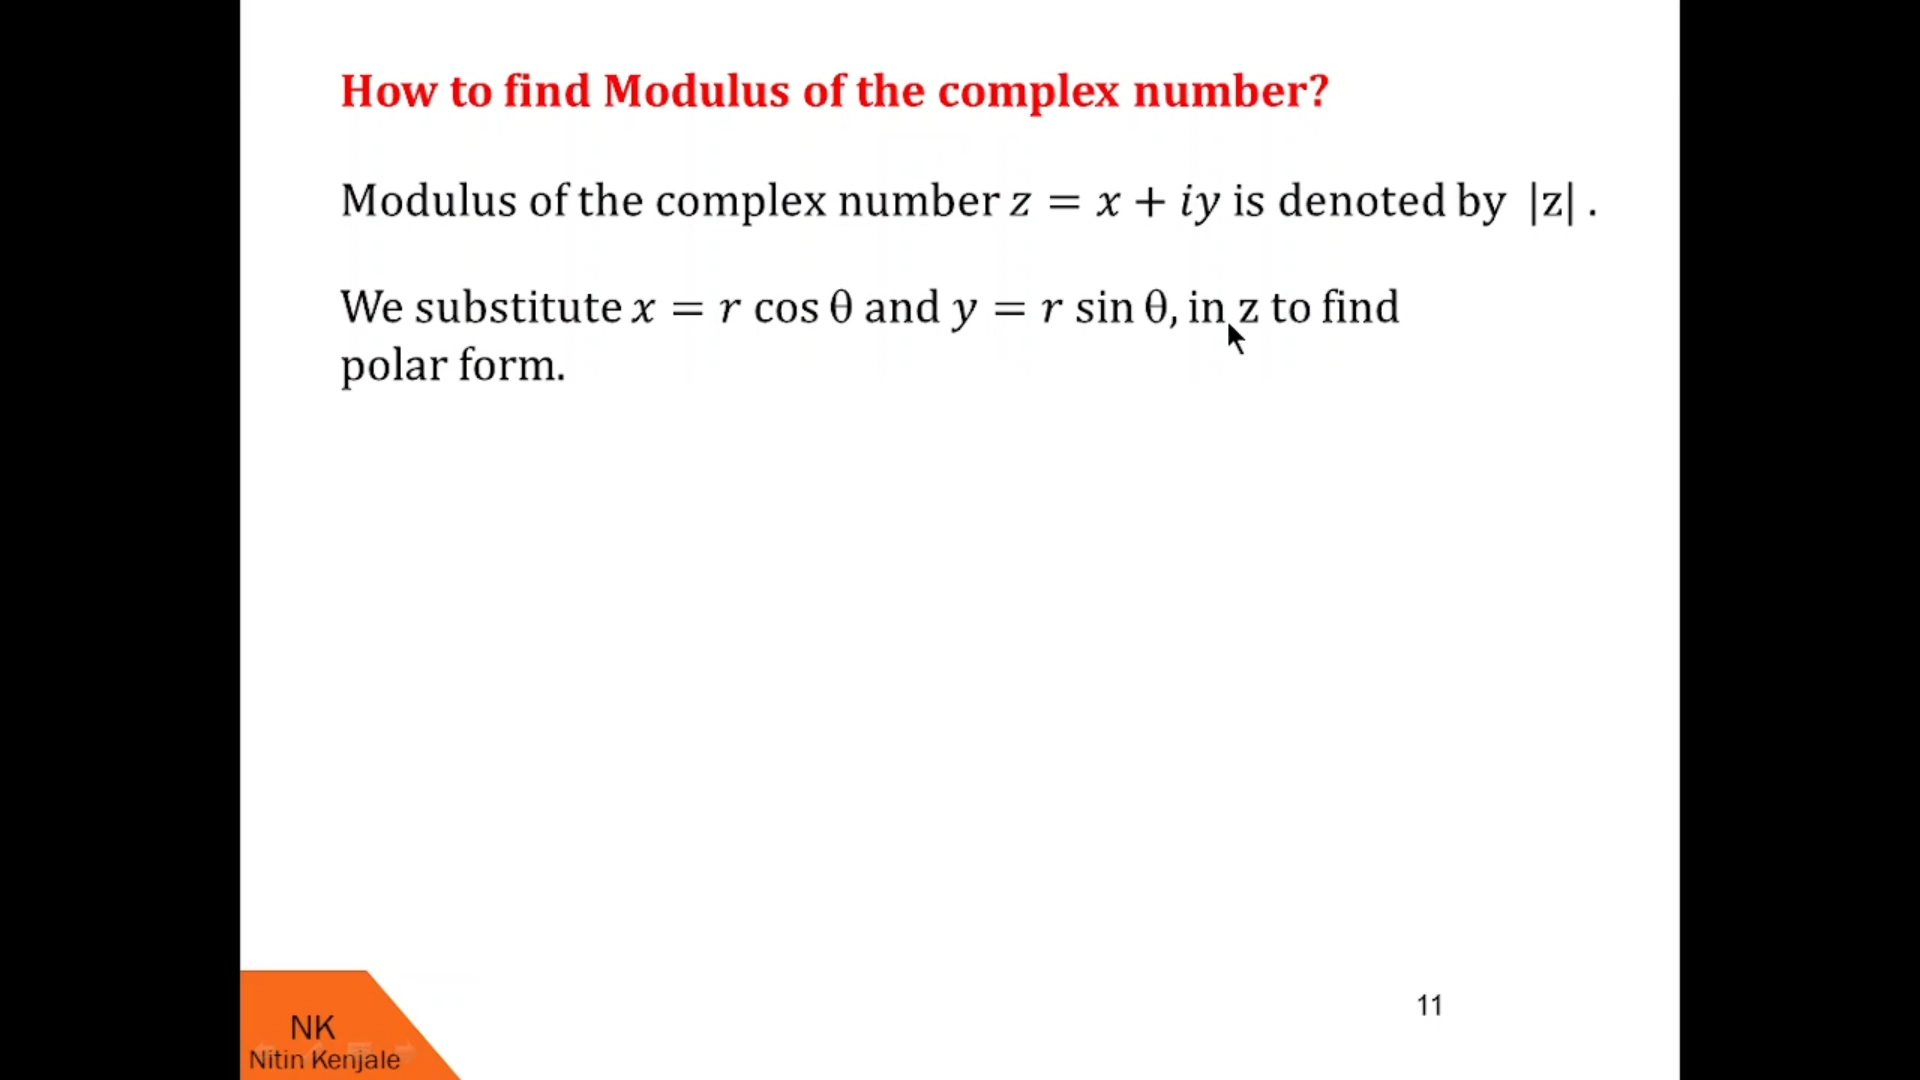 How to find Modulus of the complex number?
Modulus of the complex number z = x + iy is denoted by |z| .
We substitute x = r cos θ and y = r sin θ, in z to find
polar form.
11
NK
Nitin Kenjale